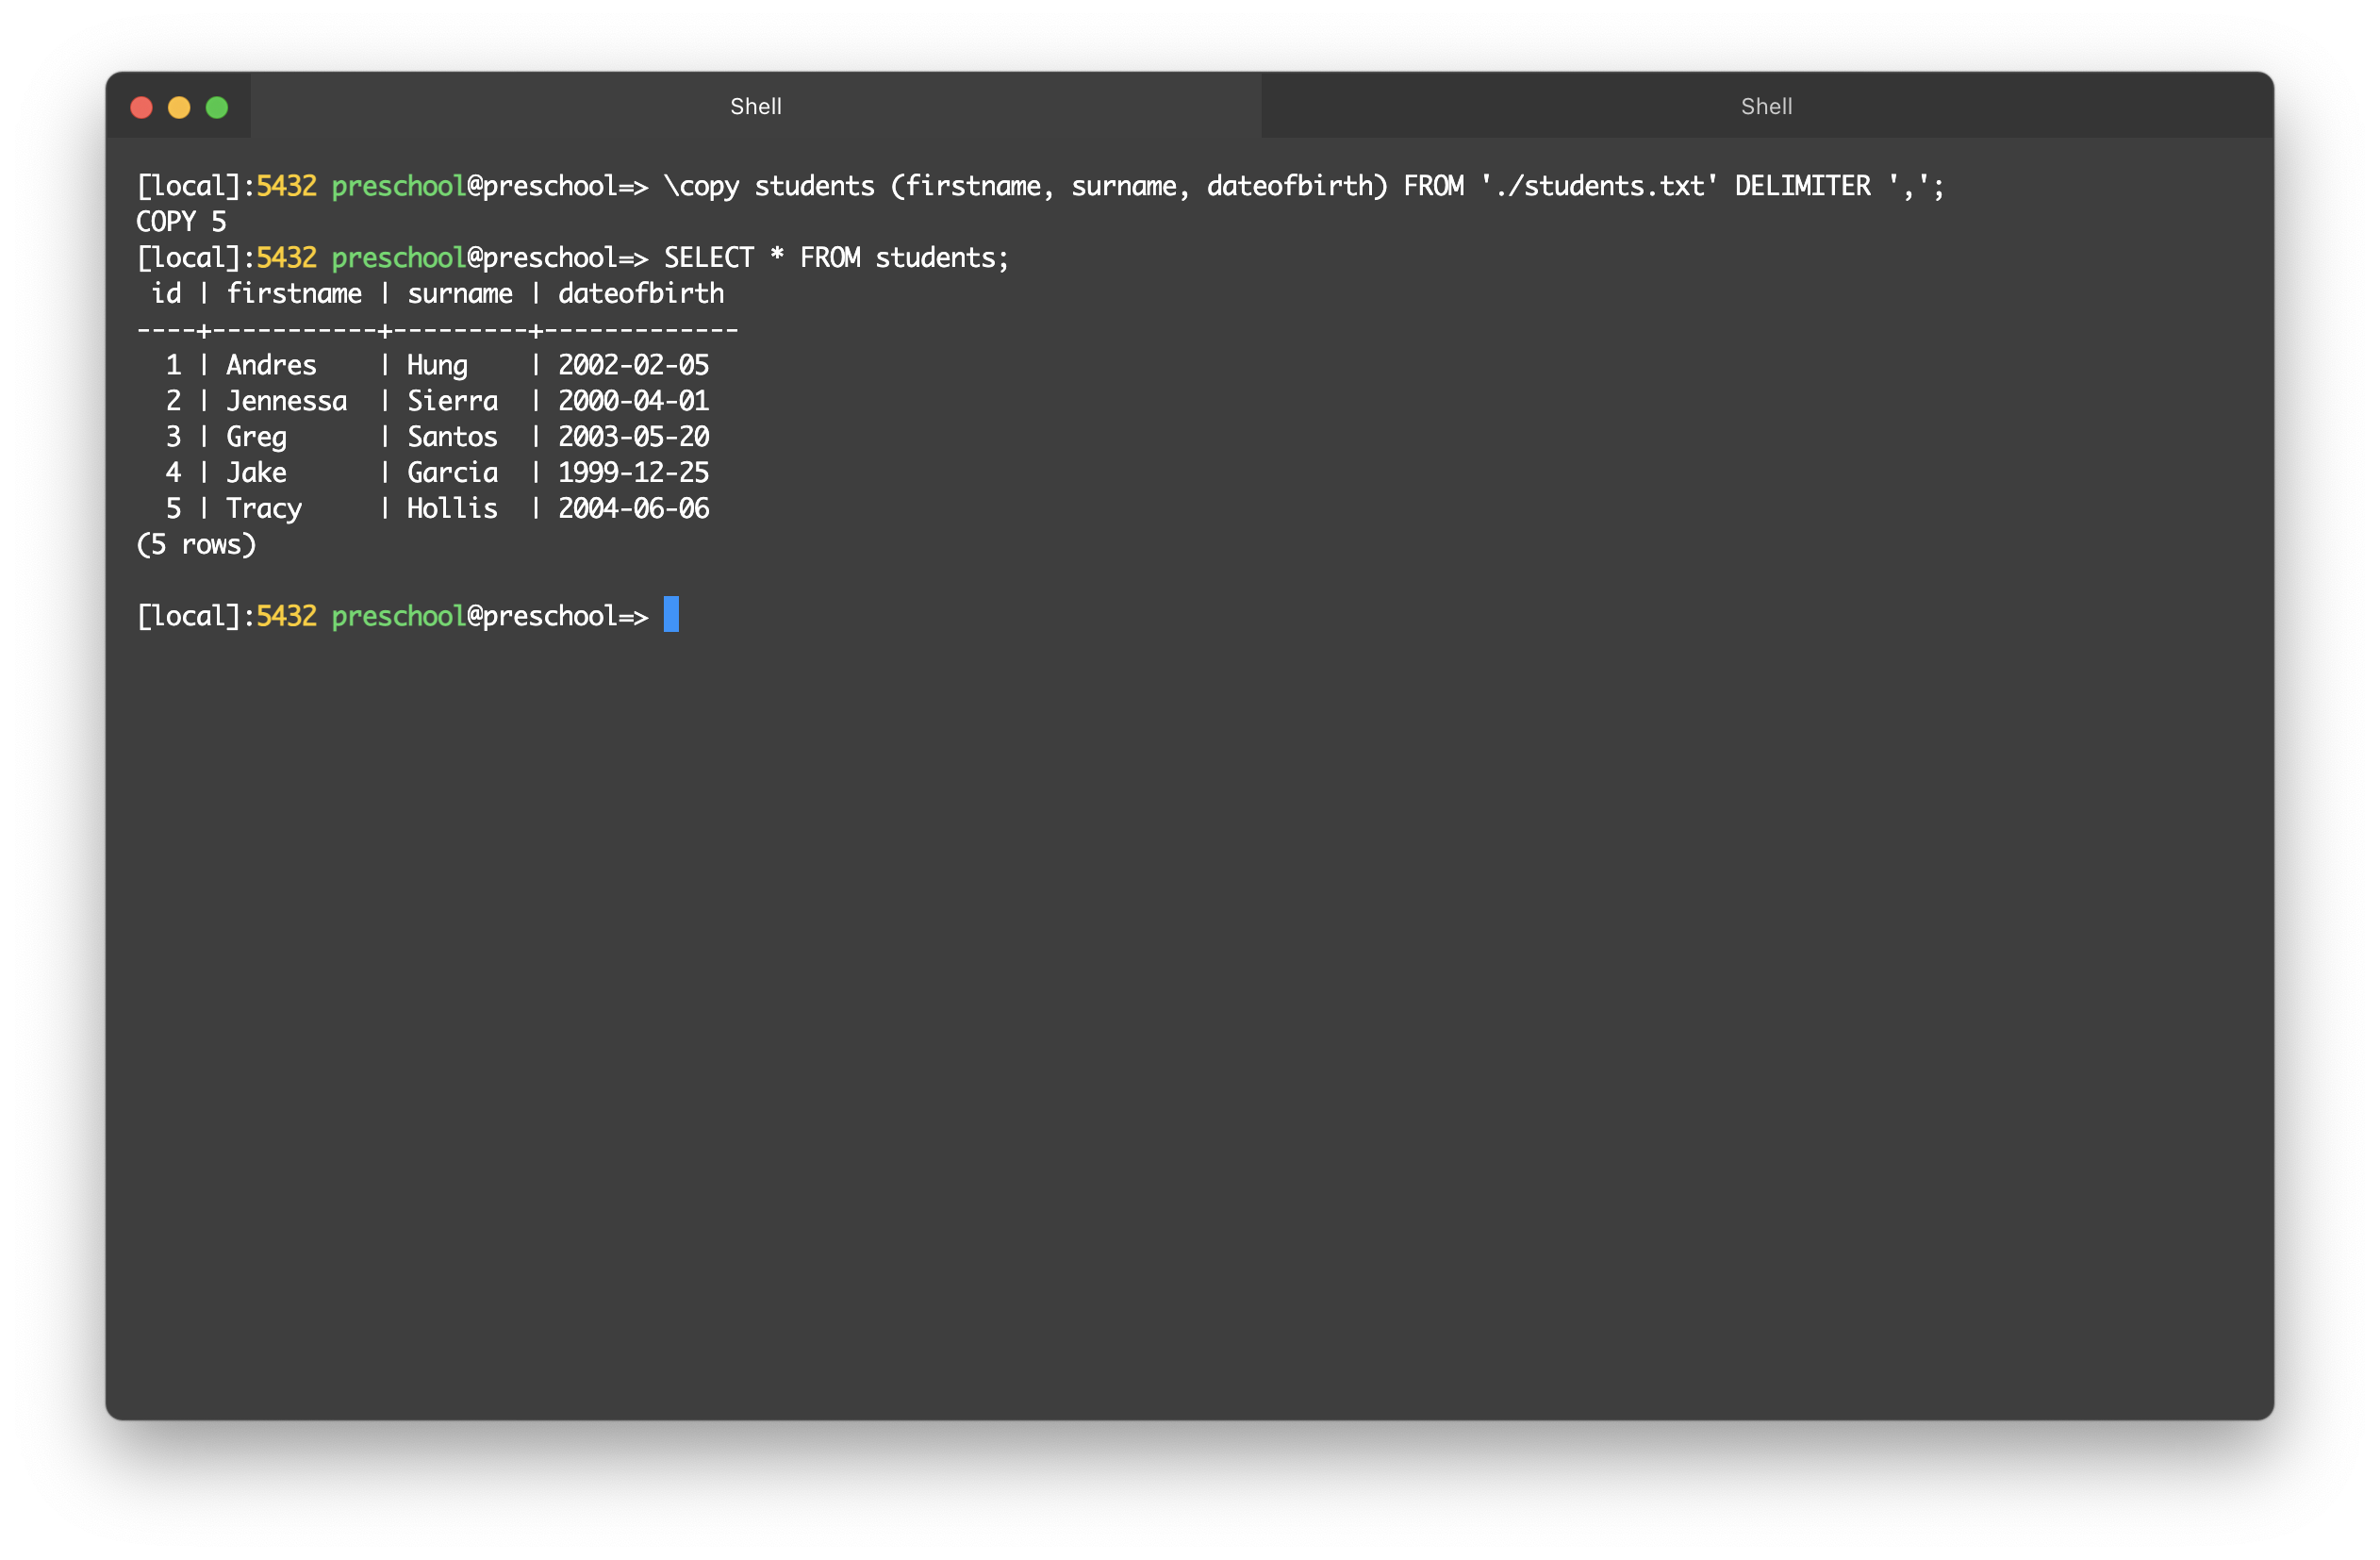 Shell Shell
[local]:5432 preschool@preschool=> \copy students (firstname, surname, dateofbirth) FROM './students.txt' DELIMITER ',';
COPY 5
[local]:5432 preschool@preschool=> SELECT * FROM students;
 id | firstname | surname | dateofbirth
----+-----------+---------+-------------
  1 | Andres    | Hung    | 2002-02-05
  2 | Jennessa  | Sierra  | 2000-04-01
  3 | Greg      | Santos  | 2003-05-20
  4 | Jake      | Garcia  | 1999-12-25
  5 | Tracy     | Hollis  | 2004-06-06
(5 rows)
[local]:5432 preschool@preschool=>